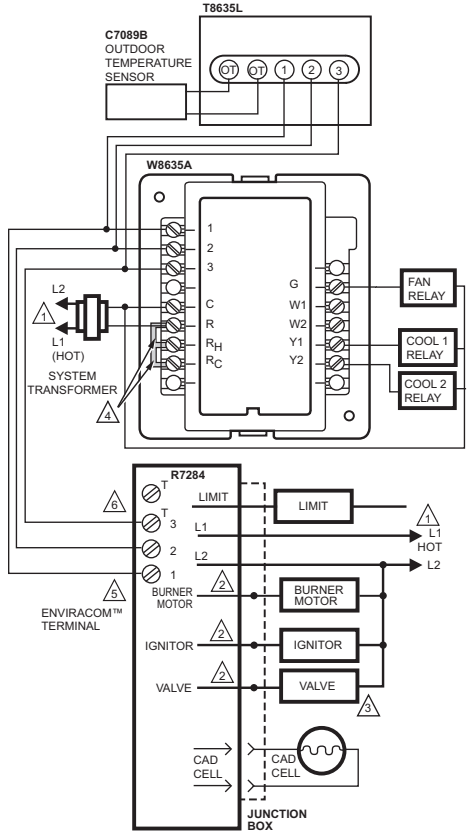 T8635L
C7089B
OUTDOOR
TEMPERATURE
SENSOR
OT OT 1 2 3
W8635A
1
2
3
C
R
RH
RC
G
W1
W2
Y1
Y2
FAN
RELAY
COOL 1
RELAY
COOL 2
RELAY
L2
1
L1
(HOT)
SYSTEM
TRANSFORMER
4
R7284
6
T
T
3
2
1
5
ENVIRACOM™
TERMINAL
LIMIT
LIMIT
L1
1
L1
HOT
L2
L2
BURNER
MOTOR
2
BURNER
MOTOR
IGNITOR
2
IGNITOR
VALVE
2
VALVE
3
CAD
CELL
CAD
CELL
JUNCTION
BOX